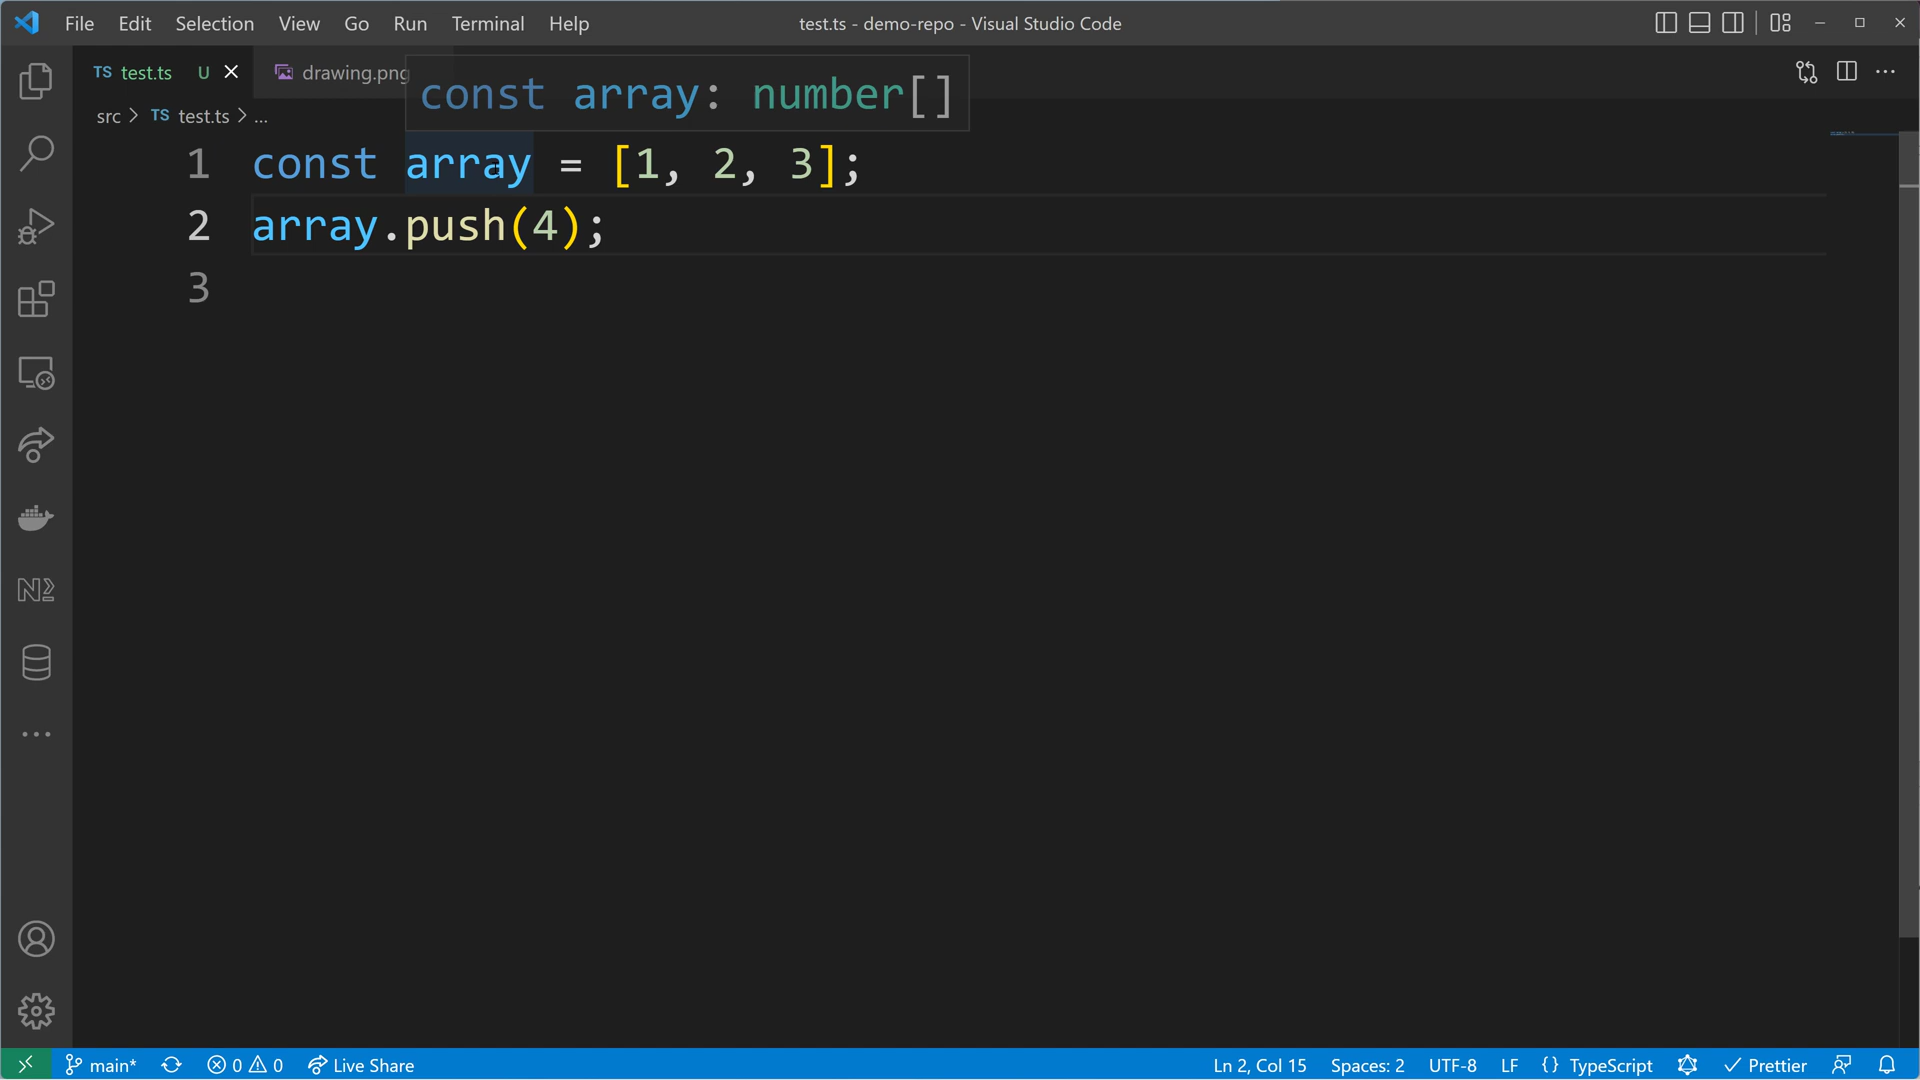 File Edit Selection View Go Run Terminal Help test.ts - demo-repo - Visual Studio Code
TS test.ts U drawing.png
const array: number[]
src > TS test.ts > ...
1 const array = [1, 2, 3];
2 array.push(4);
3
main* 0 0 Live Share Ln 2, Col 15 Spaces: 2 UTF-8 LF {} TypeScript Prettier